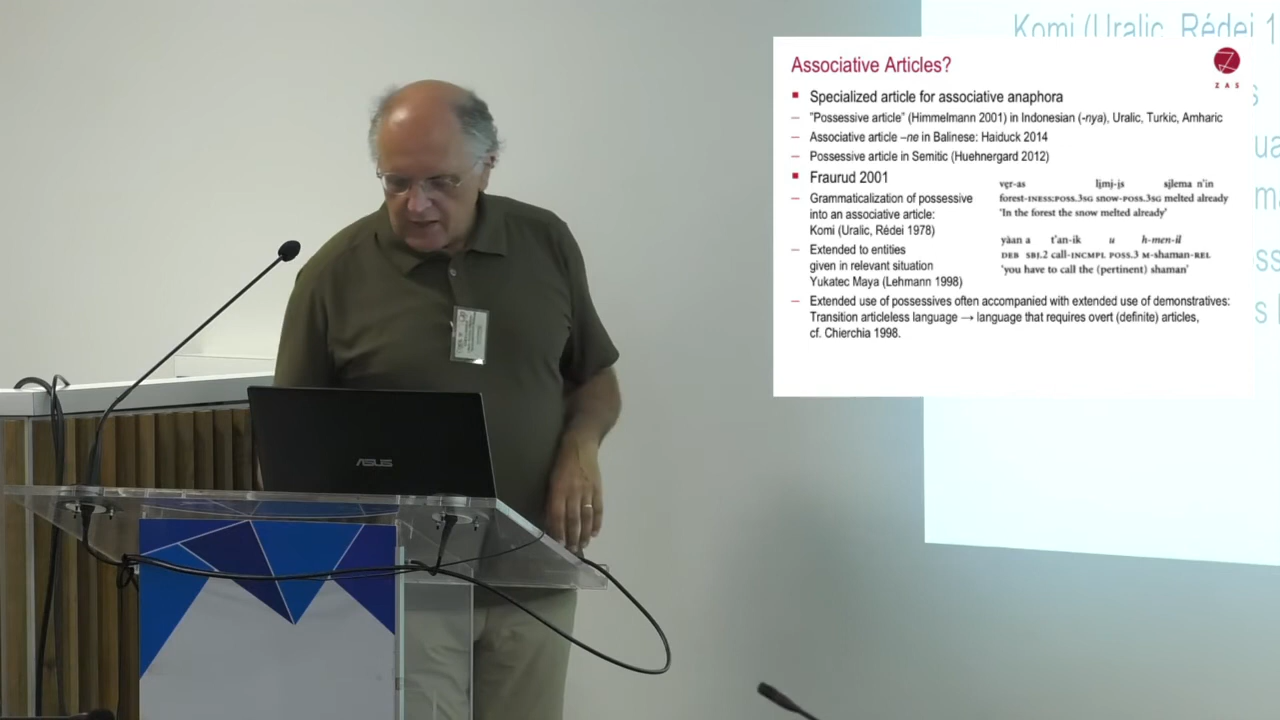 Komi (Uralic, Rédei 1
Associative Articles?
ZAS
Specialized article for associative anaphora
"Possessive article" (Himmelmann 2001) in Indonesian (-nya), Uralic, Turkic, Amharic
Associative article –ne in Balinese: Haiduck 2014
Possessive article in Semitic (Huehnergard 2012)
Fraurud 2001
Grammaticalization of possessive
into an associative article:
Komi (Uralic, Rédei 1978)
vęr-as ljmj-js sjlema n'in
forest-INESS:POSS.3SG snow-POSS.3SG melted already
'In the forest the snow melted already'
Extended to entities
given in relevant situation
Yukatec Maya (Lehmann 1998)
yàan a t'an-ik u h-men-il
DEB SBJ.2 call-INCMPL POSS.3 M-shaman-REL
'you have to call the (pertinent) shaman'
Extended use of possessives often accompanied with extended use of demonstratives:
Transition articleless language → language that requires overt (definite) articles,
cf. Chierchia 1998.
ASUS